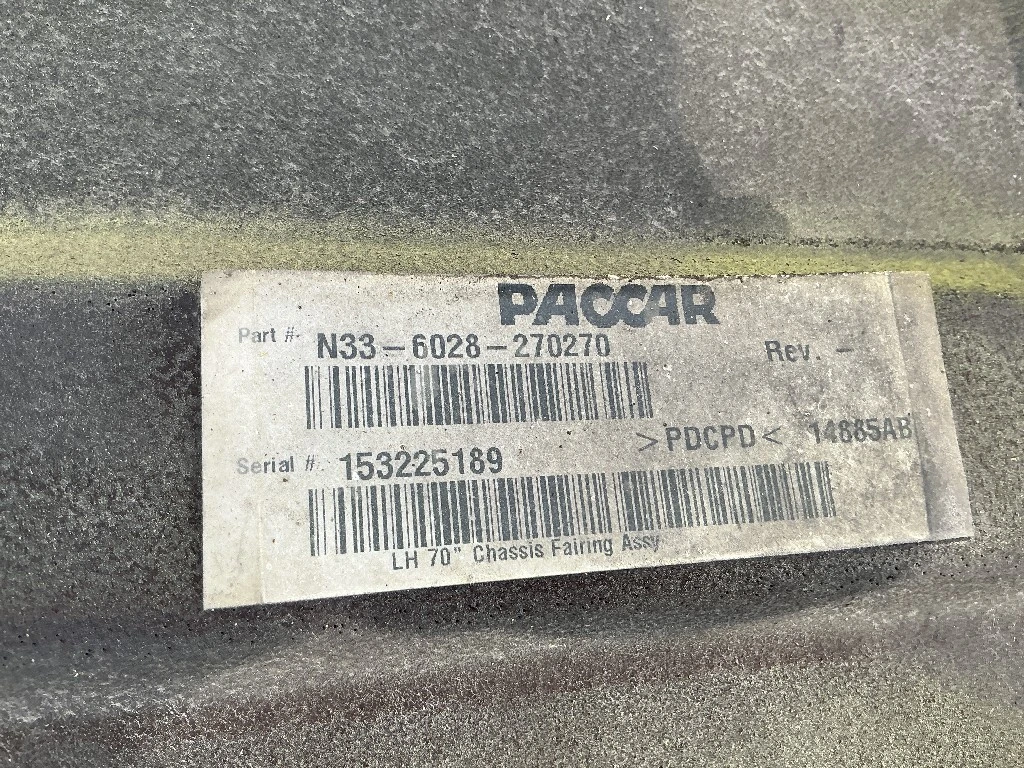 PACCAR
Part #: N33-6028-270270 Rev. -
>PDCPD< 14885AB
Serial #. 153225189
LH 70" Chassis Fairing Assy